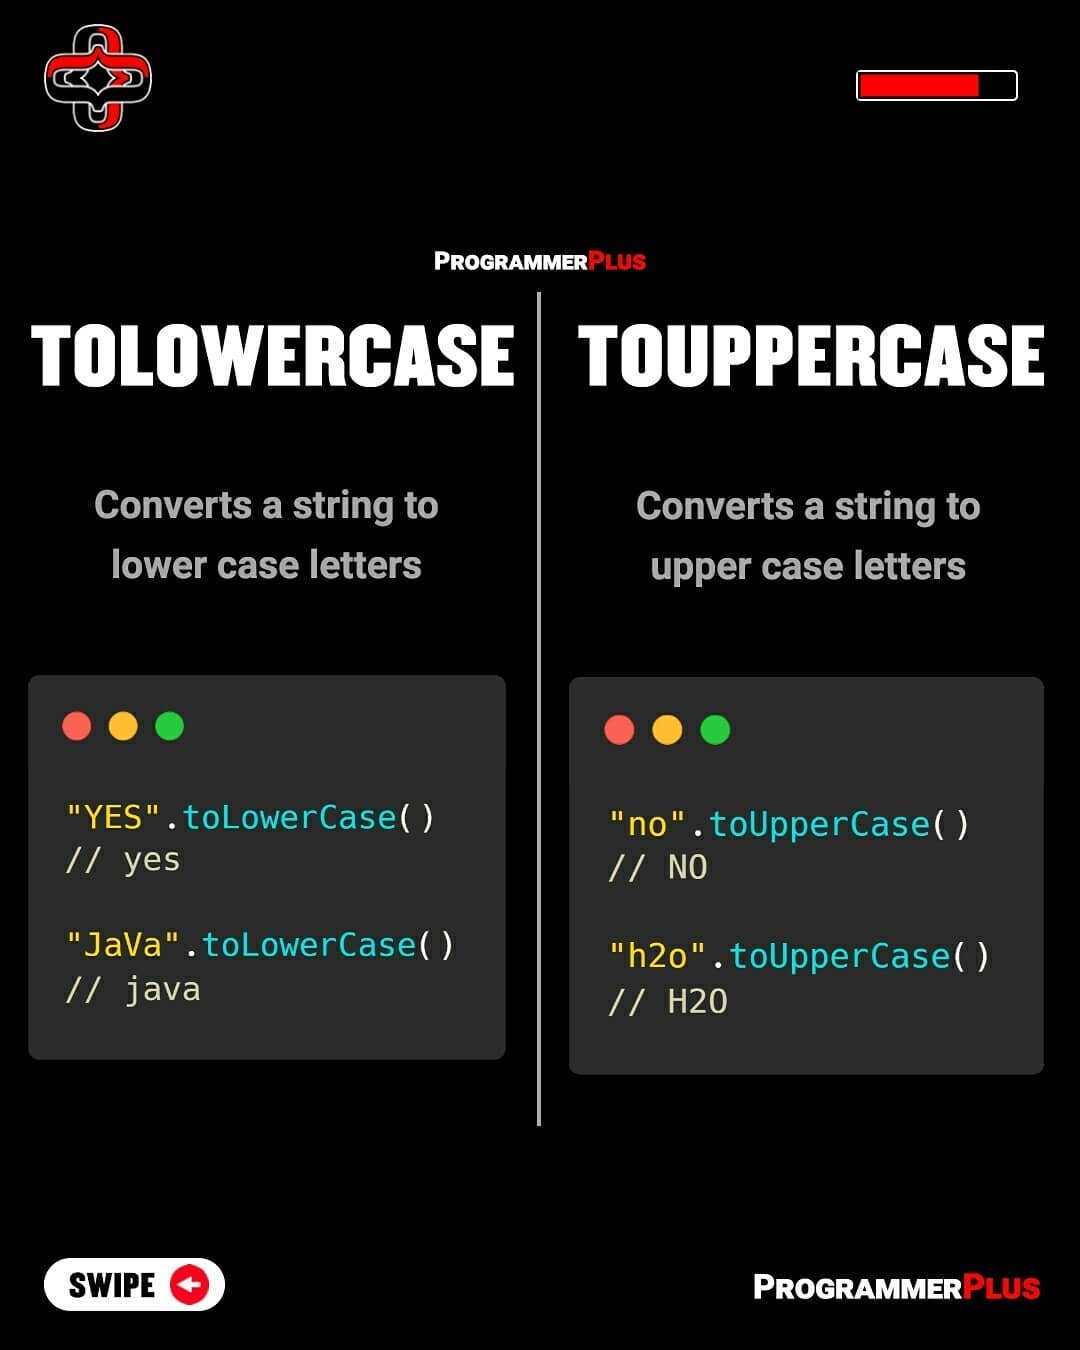 PROGRAMMERPLUS
TOLOWERCASE
Converts a string to
lower case letters
"YES".toLowerCase()
// yes
"JaVa".toLowerCase()
// java
TOUPPERCASE
Converts a string to
upper case letters
"no".toUpperCase()
// NO
"h2o".toUpperCase()
// H2O
SWIPE
PROGRAMMERPLUS